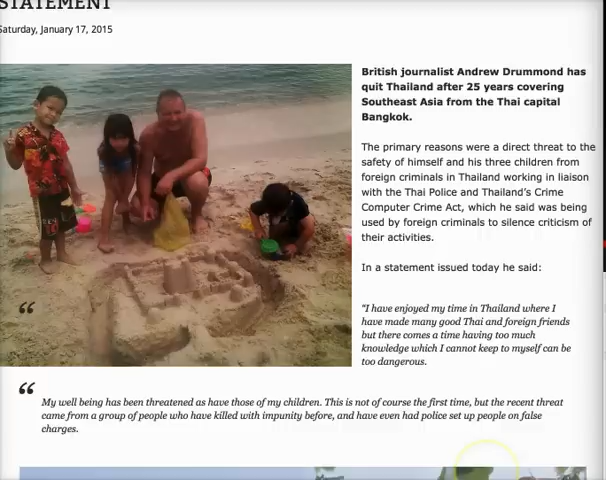 STATEMENT
Saturday, January 17, 2015
British journalist Andrew Drummond has
quit Thailand after 25 years covering
Southeast Asia from the Thai capital
Bangkok.
The primary reasons were a direct threat to the
safety of himself and his three children from
foreign criminals in Thailand working in liaison
with the Thai Police and Thailand's Crime
Computer Crime Act, which he said was being
used by foreign criminals to silence criticism of
their activities.
In a statement issued today he said:
"I have enjoyed my time in Thailand where I
have made many good Thai and foreign friends
but there comes a time having too much
knowledge which I cannot keep to myself can be
too dangerous.
My well being has been threatened as have those of my children. This is not of course the first time, but the recent threat
came from a group of people who have killed with impunity before, and have even had police set up people on false
charges.